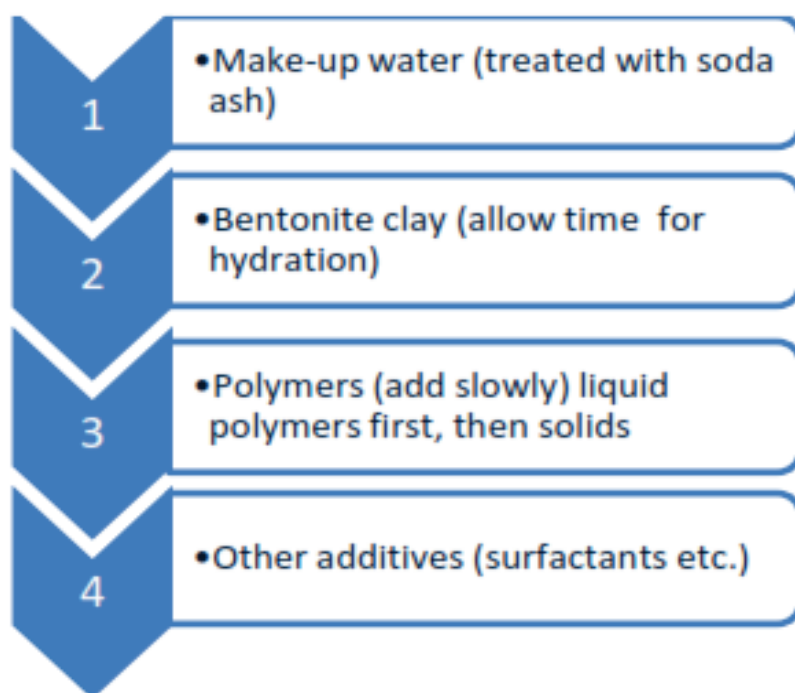 1
•Make-up water (treated with soda
ash)
2
•Bentonite clay (allow time for
hydration)
3
•Polymers (add slowly) liquid
polymers first, then solids
4
•Other additives (surfactants etc.)